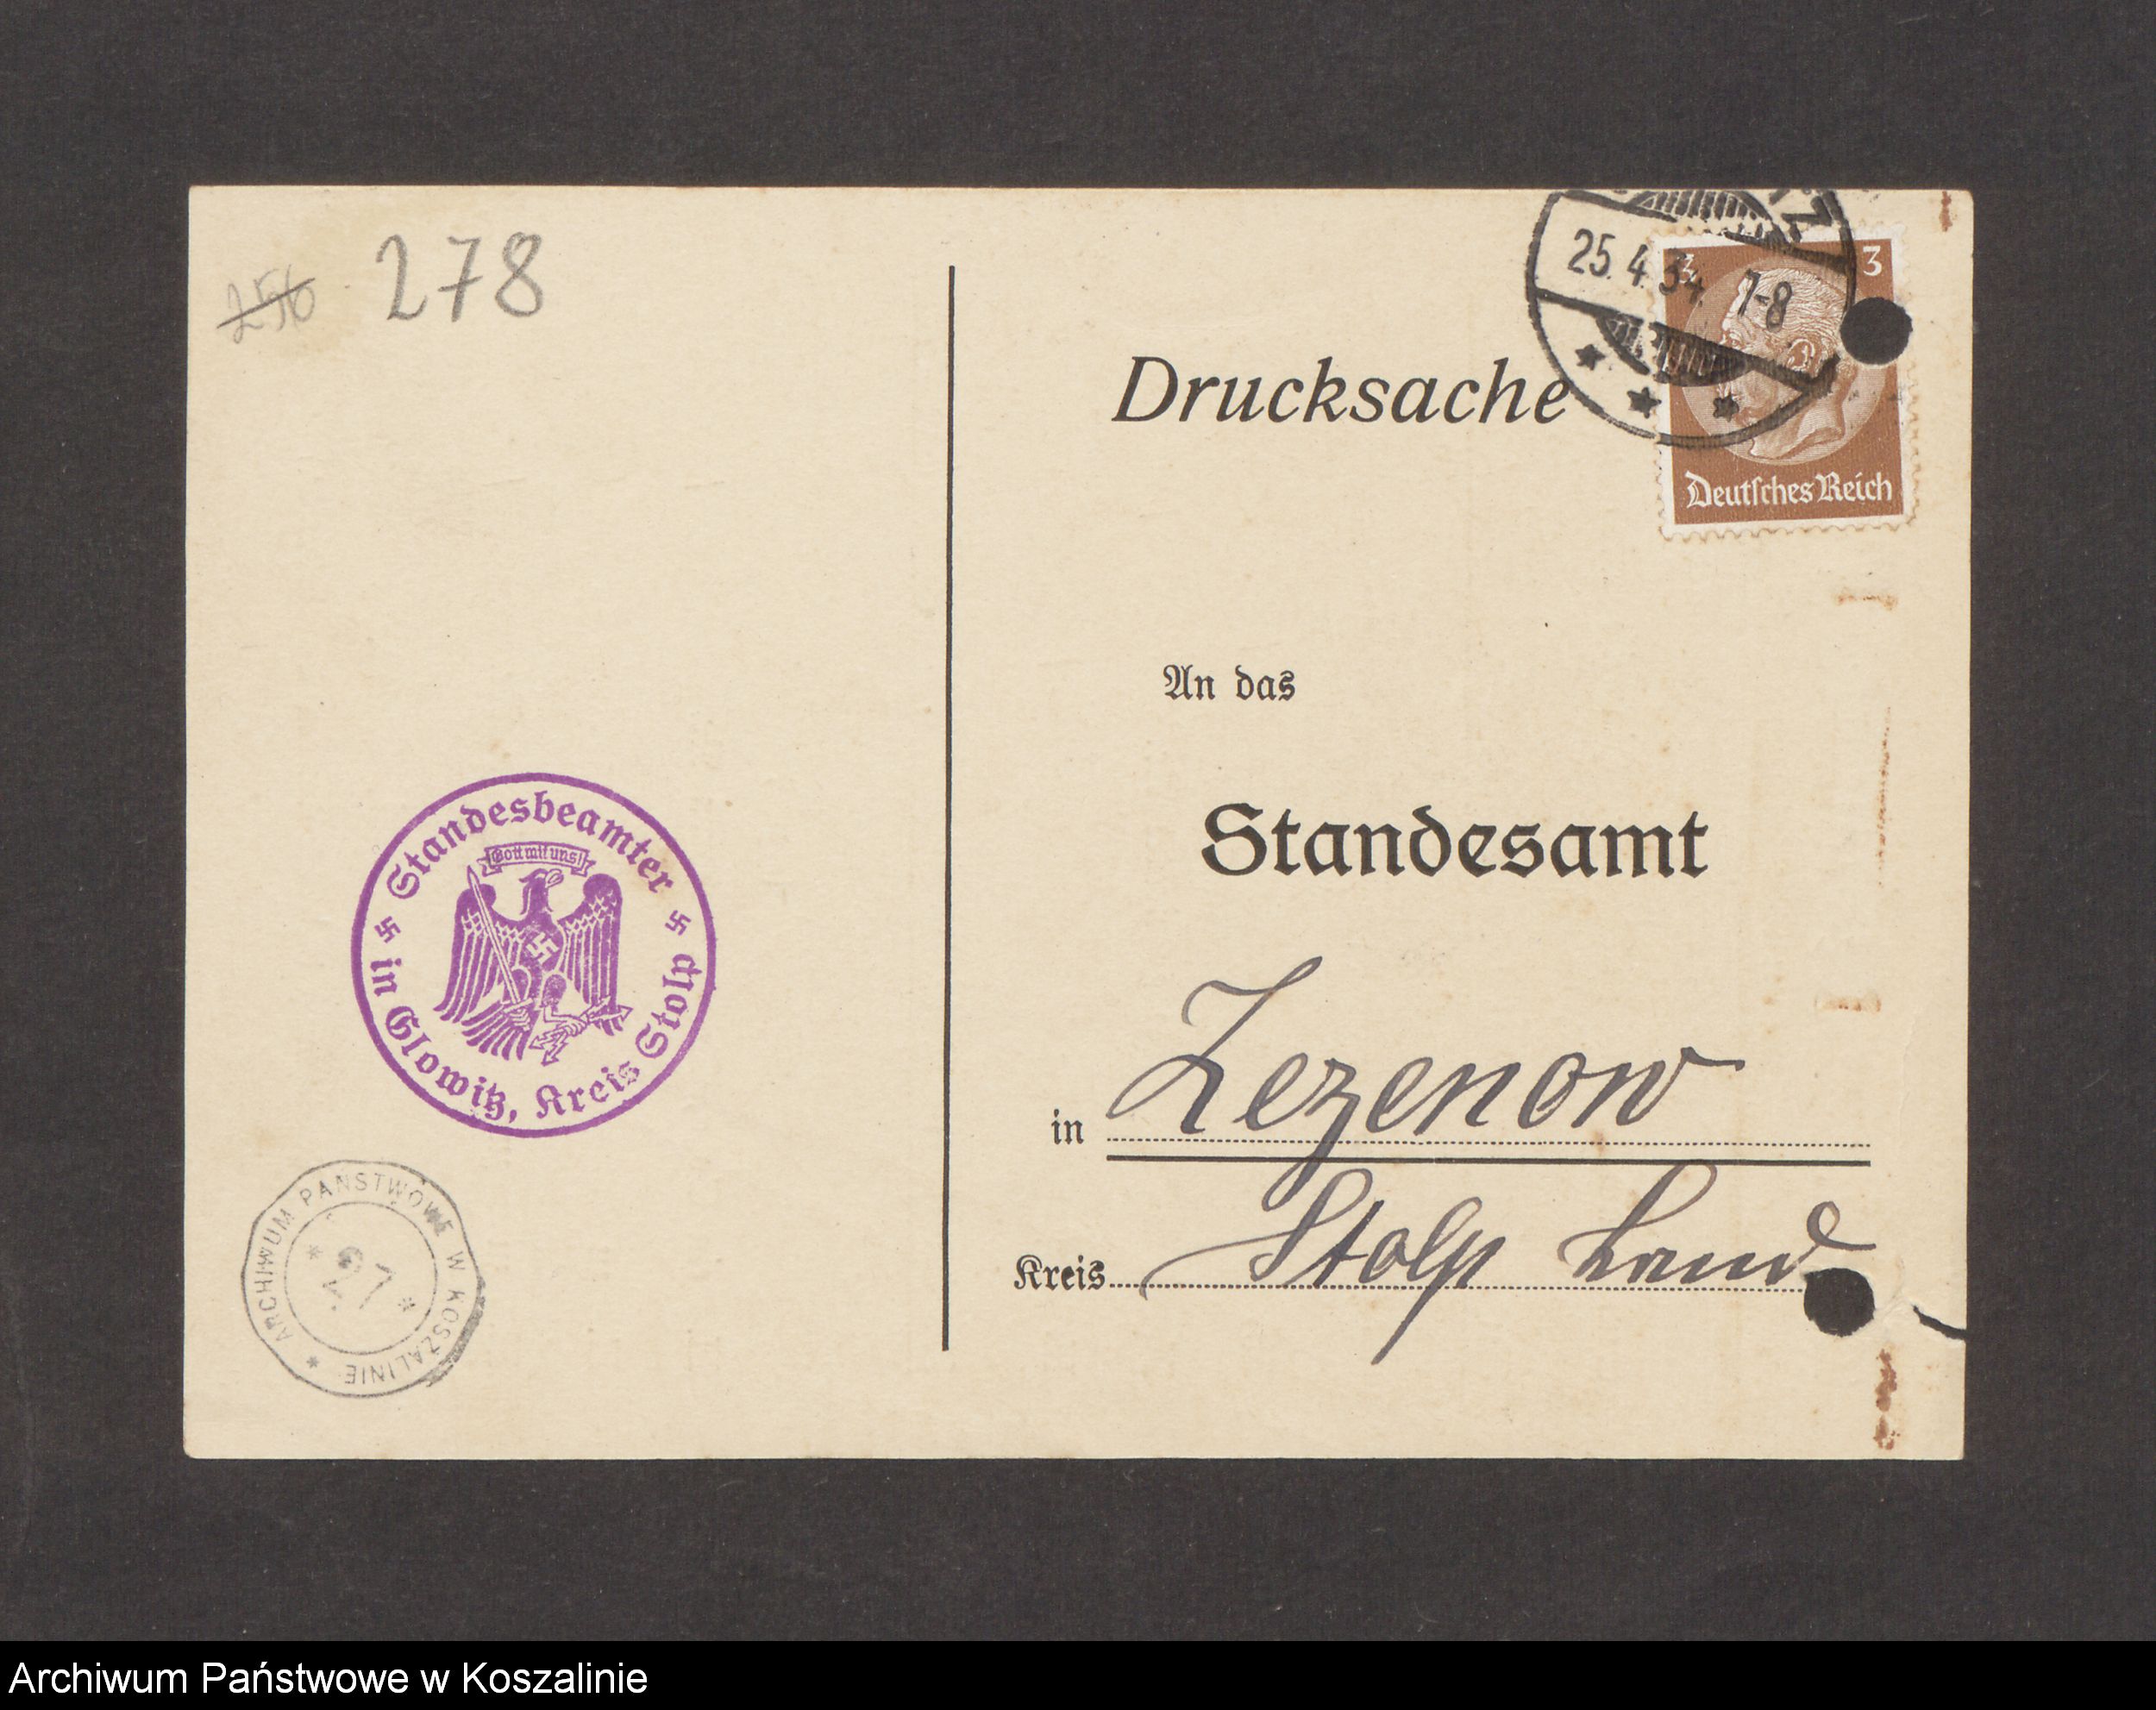 256 278
25.4.34. 7-8
3 3
Drucksache
Deutsches Reich
An das
Standesamt
in Zezenow
Kreis Stolp Land
Standesbeamter
Gott mit uns!
in Glowitz, Kreis Stolp
ARCHIWUM PAŃSTWOWE W KOSZALINIE
27
Archiwum Państwowe w Koszalinie